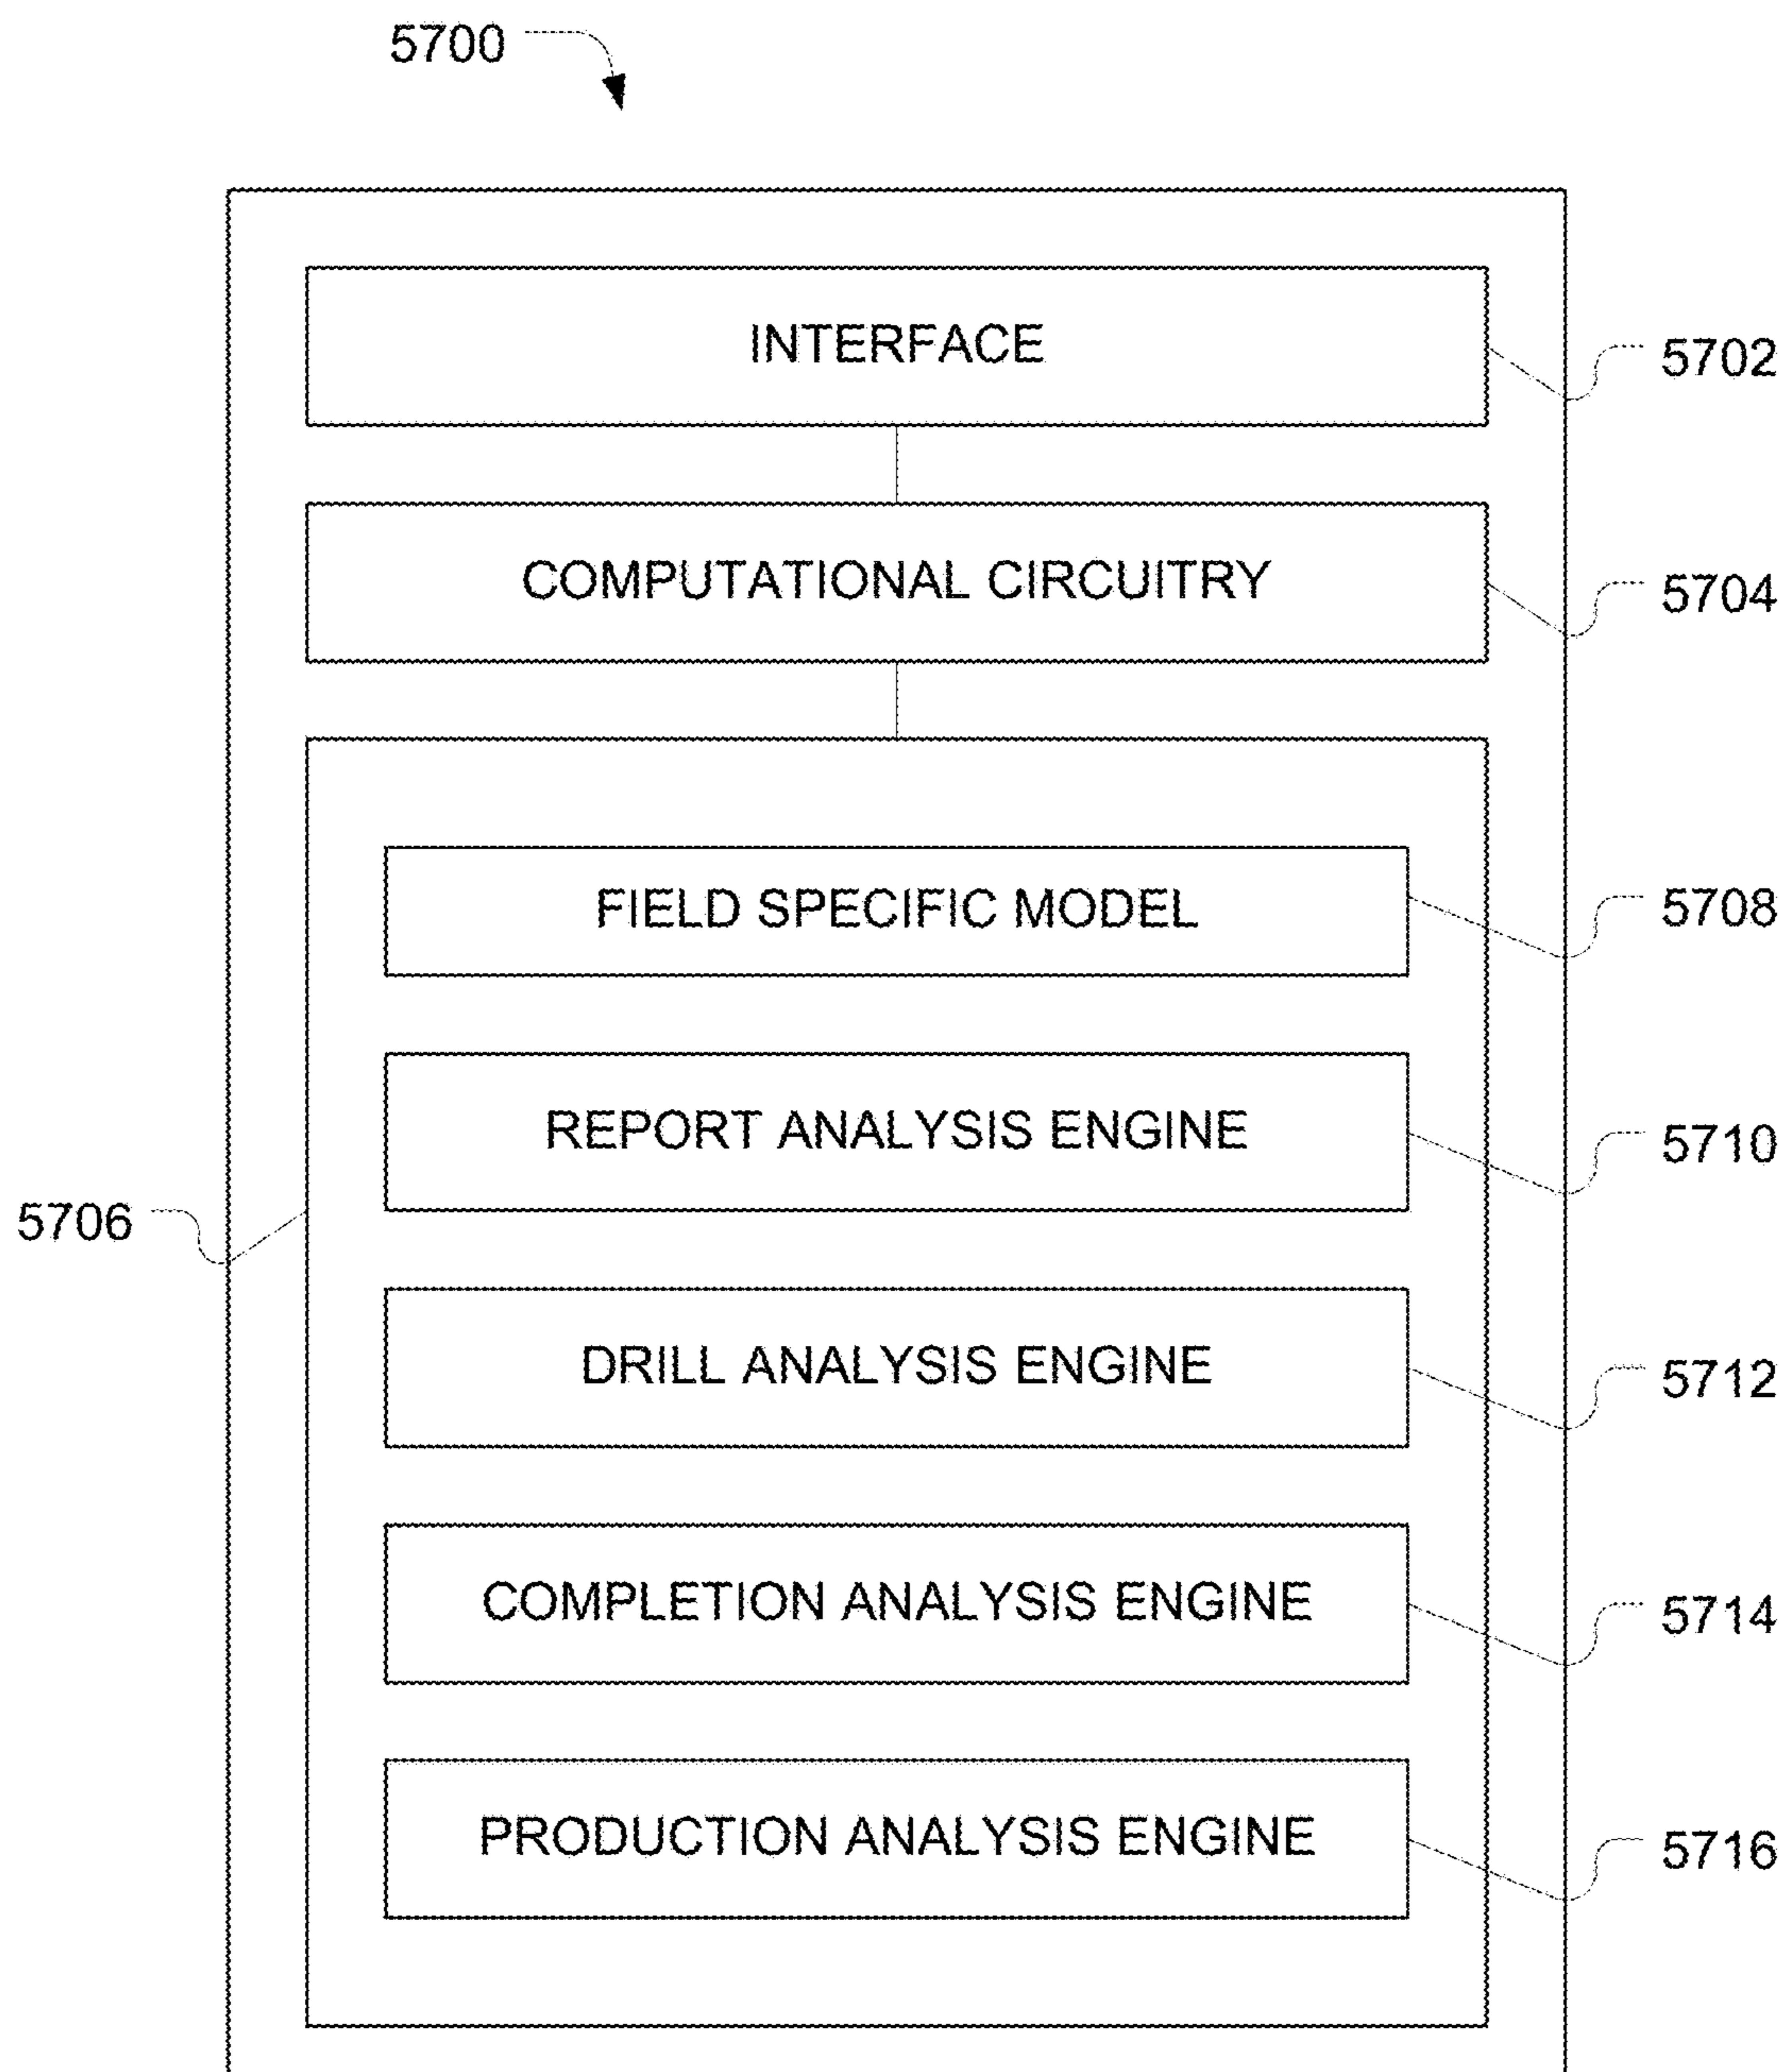 5700
INTERFACE
5702
COMPUTATIONAL CIRCUITRY
5704
FIELD SPECIFIC MODEL
5708
REPORT ANALYSIS ENGINE
5710
5706
DRILL ANALYSIS ENGINE
5712
COMPLETION ANALYSIS ENGINE
5714
PRODUCTION ANALYSIS ENGINE
5716